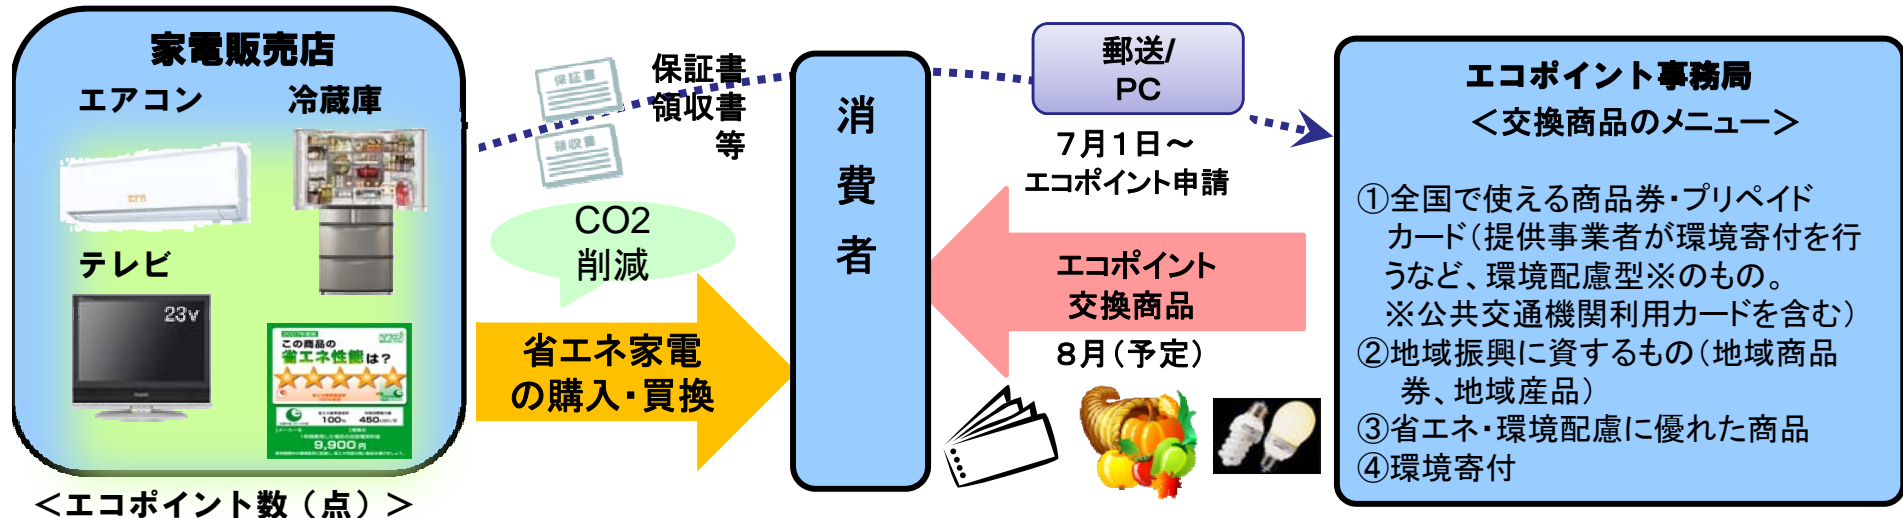 家電販売店
エアコン
冷蔵庫
テレビ
23v
この商品の
省エネ性能は?
100%
9,900円
<エコポイント数(点)>
保証書
領収書
保証書
領収書
等
CO2
削減
省エネ家電
の購入・買換
消費者
郵送/
PC
7月1日~
エコポイント申請
エコポイント
交換商品
8月(予定)
エコポイント事務局
<交換商品のメニュー>
①全国で使える商品券・プリペイド
カード(提供事業者が環境寄付を行
うなど、環境配慮型※のもの。
※公共交通機関利用カードを含む)
②地域振興に資するもの(地域商品
券、地域産品)
③省エネ・環境配慮に優れた商品
④環境寄付